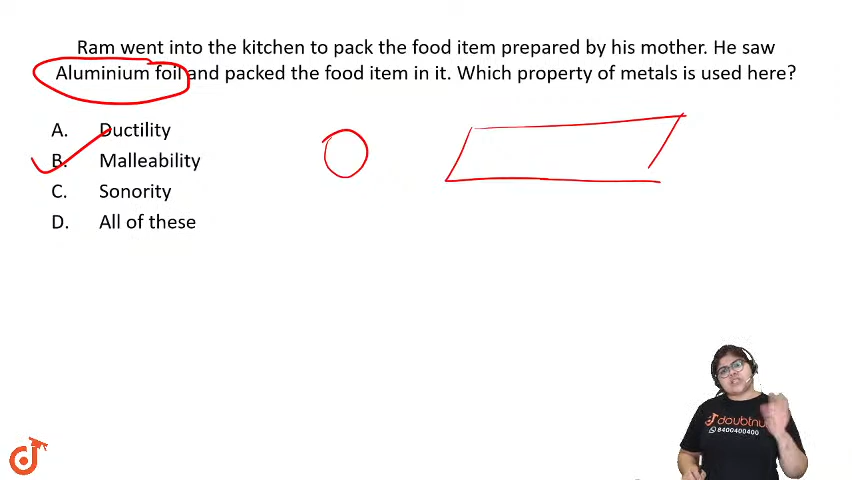 Ram went into the kitchen to pack the food item prepared by his mother. He saw
Aluminium foil and packed the food item in it. Which property of metals is used here?
A. Ductility
B. Malleability
C. Sonority
D. All of these
doubtnut
8400400400